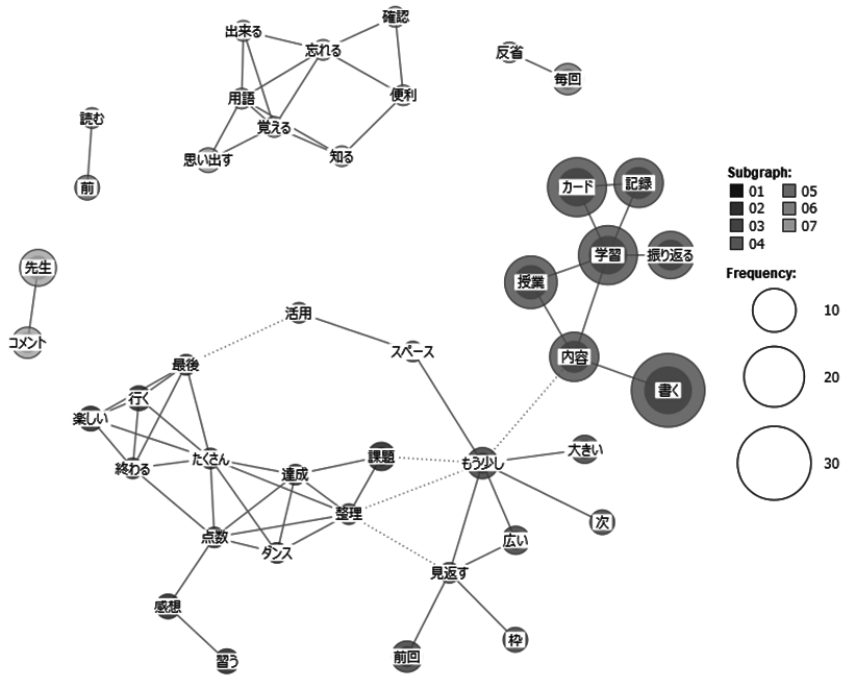 確認
出来る
忘れる
反省
毎回
用語
便利
読む
覚える
思い出す
知る
前
カード
記録
学習
振り返る
授業
先生
コメント
活用
スペース
内容
最後
書く
行く
楽しい
終わる
たくさん
達成
課題
もう少し
大きい
整理
次
点数
ダンス
広い
見返す
感想
習う
前回
枠
Subgraph:
01
05
02
06
03
07
04
Frequency:
10
20
30